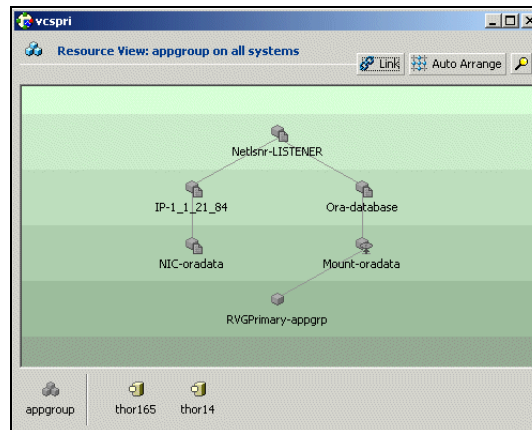 vcspri
Resource View: appgroup on all systems
Link
Auto Arrange
Netlsnr-LISTENER
IP-1_1_21_84
Ora-database
NIC-oradata
Mount-oradata
RVGPrimary-appgrp
appgroup
thor165
thor14